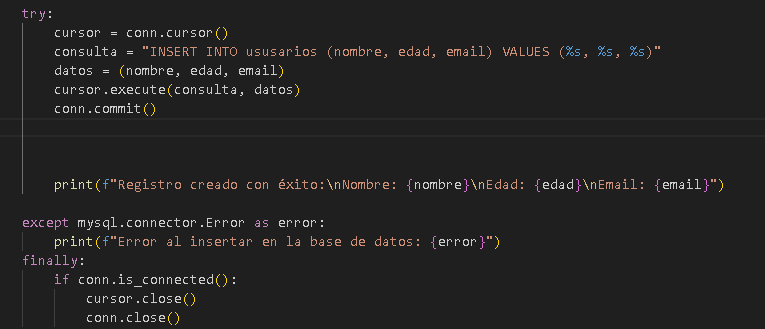 try:
    cursor = conn.cursor()
    consulta = "INSERT INTO ususarios (nombre, edad, email) VALUES (%s, %s, %s)"
    datos = (nombre, edad, email)
    cursor.execute(consulta, datos)
    conn.commit()
    print(f"Registro creado con éxito:\nNombre: {nombre}\nEdad: {edad}\nEmail: {email}")
except mysql.connector.Error as error:
    print(f"Error al insertar en la base de datos: {error}")
finally:
    if conn.is_connected():
        cursor.close()
        conn.close()